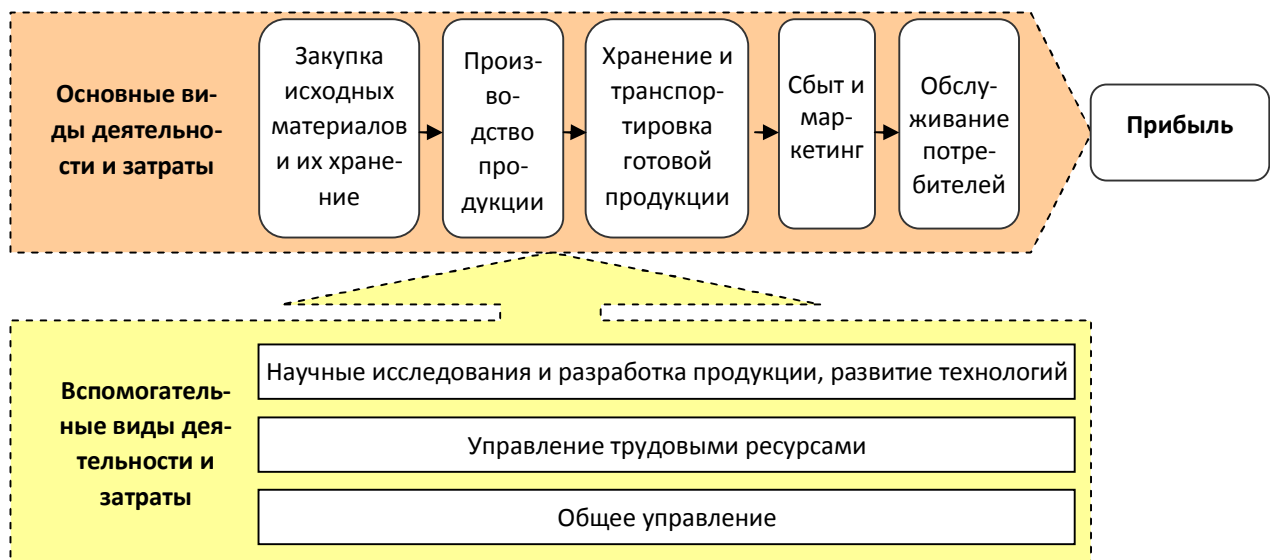 Основные ви-
ды деятельно-
сти и затраты
Закупка
исходных
материалов
и их хране-
ние
Произ-
во-
дство
про-
дукции
Хранение и
транспор-
тировка
готовой
продукции
Сбыт и
мар-
кетинг
Обслу-
живание
потре-
бителей
Прибыль
Вспомогатель-
ные виды дея-
тельности и
затраты
Научные исследования и разработка продукции, развитие технологий
Управление трудовыми ресурсами
Общее управление